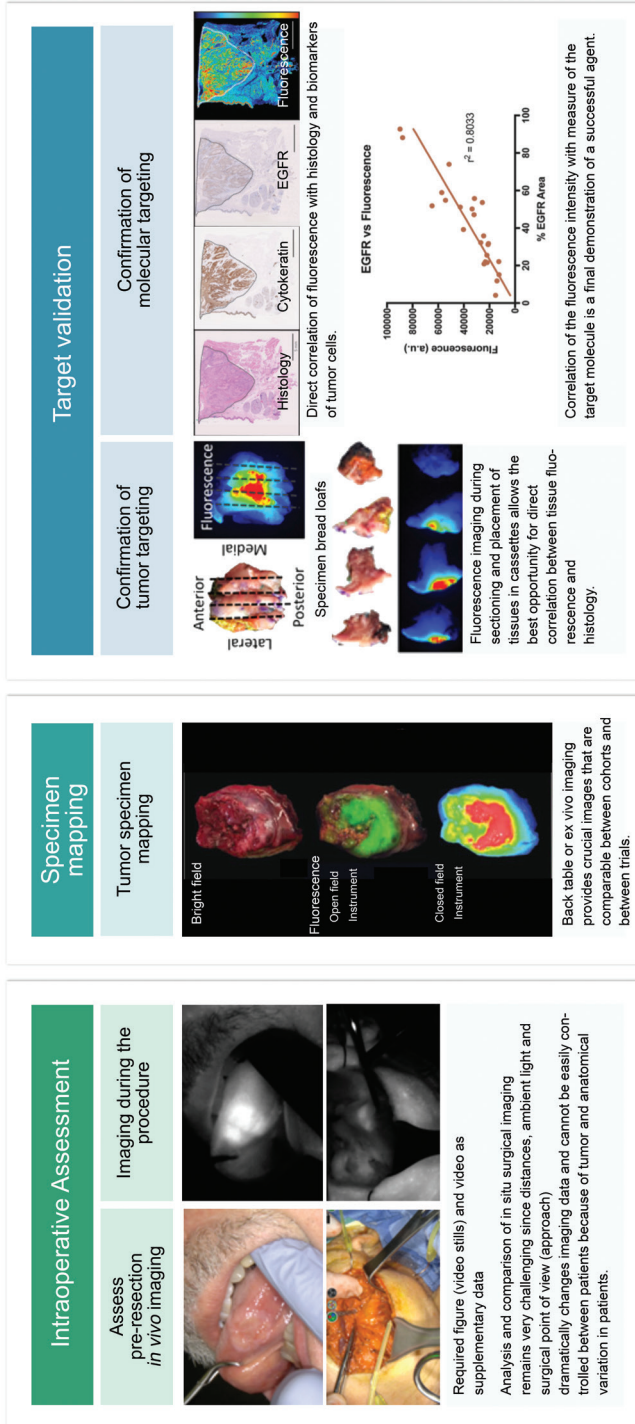 Intraoperative Assessment
Assess
pre-resection
in vivo imaging
Imaging during the
procedure
Required figure (video stills) and video as
supplementary data
Analysis and comparison of in situ surgical imaging
remains very challenging since distances, ambient light and
surgical point of view (approach)
dramatically changes imaging data and cannot be easily con-
trolled between patients because of tumor and anatomical
variation in patients.
Specimen
mapping
Tumor specimen
mapping
Bright field
Fluorescence
Open field
Instrument
Closed field
Instrument
Back table or ex vivo imaging
provides crucial images that are
comparable between cohorts and
between trials.
Target validation
Confirmation of
tumor targeting
Anterior
Lateral
Posterior
Fluorescence
Medial
Specimen bread loafs
Fluorescence imaging during
sectioning and placement of
tissues in cassettes allows the
best opportunity for direct
correlation between tissue fluo-
rescence and
histology.
Confirmation of
molecular targeting
Histology
Cytokeratin
EGFR
Fluorescence
Direct correlation of fluorescence with histology and biomarkers
of tumor cells.
EGFR vs Fluorescence
Fluorescence (a.u.)
100000
800000
600000
400000
200000
0
r² = 0.8033
0
20
40
60
80
100
% EGFR Area
Correlation of the fluorescence intensity with measure of the
target molecule is a final demonstration of a successful agent.